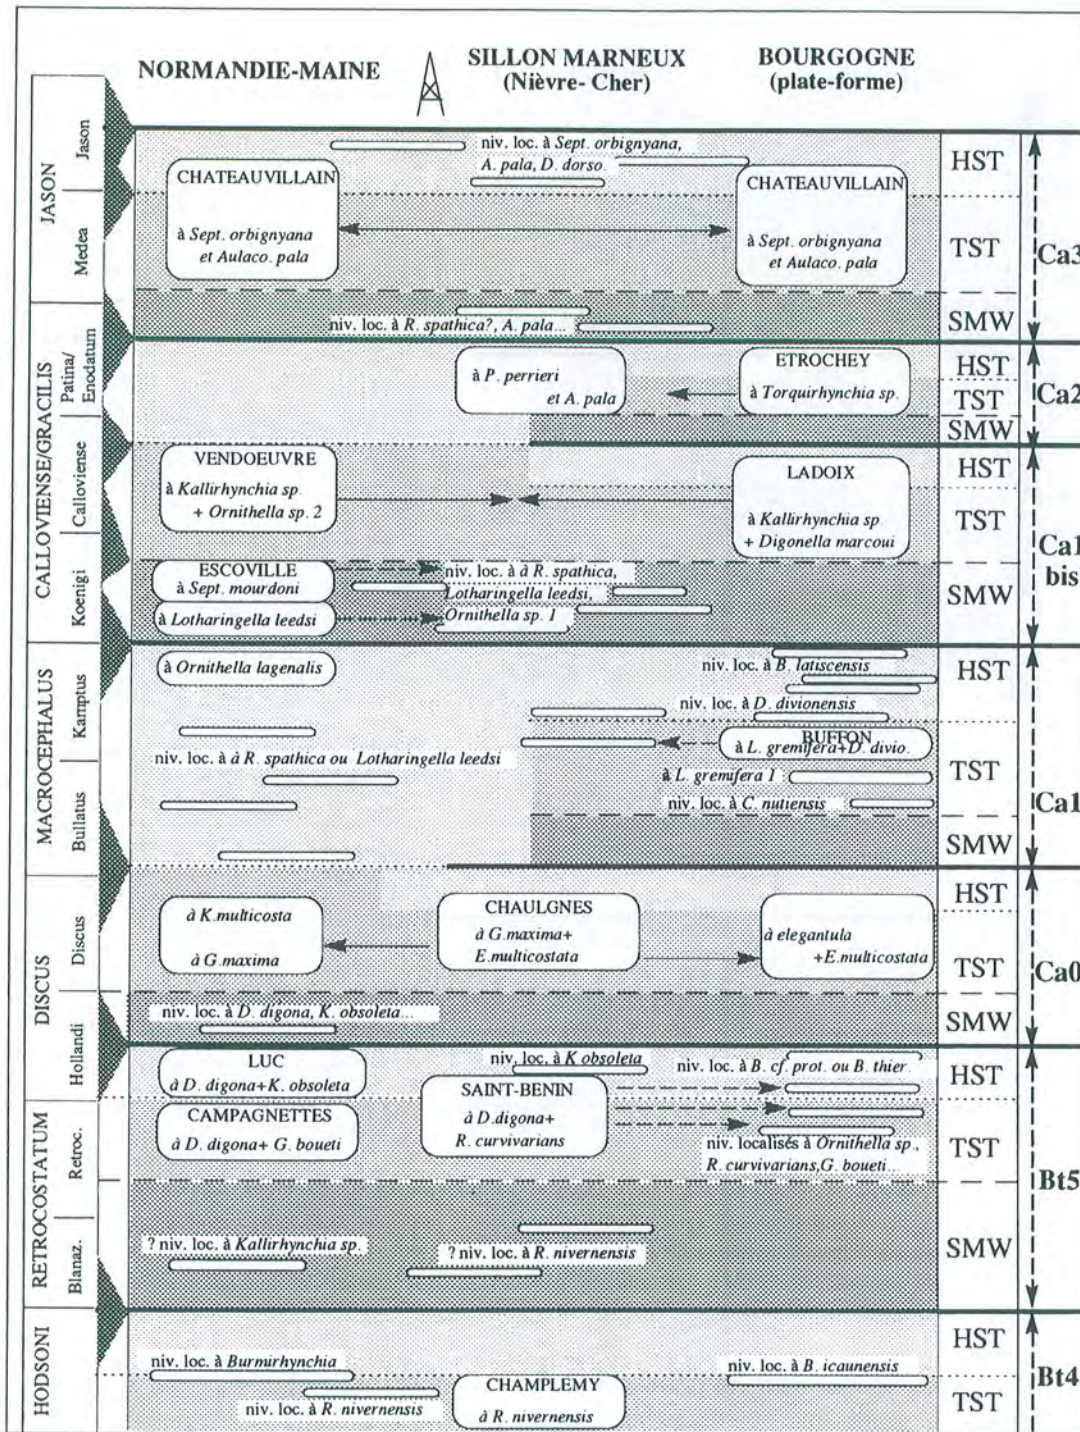 NORMANDIE-MAINE
SILLON MARNEUX
(Nièvre- Cher)
BOURGOGNE
(plate-forme)
JASON
Jason
Medea
niv. loc. à Sept. orbignyana,
A. pala, D. dorso.
CHATEAUVILLAIN
à Sept. orbignyana
et Aulaco. pala
CHATEAUVILLAIN
à Sept. orbignyana
et Aulaco. pala
niv. loc. à R. spathica?, A. pala...
HST
TST
SMW
Ca3
CALLOVIENSE/GRACILIS
Patina/
Enodatum
Calloviense
Koenigi
à P. perrieri
et A. pala
ETROCHEY
à Torquirhynchia sp.
HST
TST
SMW
Ca2
VENDOEUVRE
à Kallirhynchia sp.
+ Ornithella sp. 2
LADOIX
à Kallirhynchia sp
+ Digonella marcoui
ESCOVILLE
à Sept. mourdoni
à Lotharingella leedsi
niv. loc. à à R. spathica,
Lotharingella leedsi,
Ornithella sp. 1
HST
TST
SMW
Ca1
bis
MACROCEPHALUS
Kamptus
Bullatus
à Ornithella lagenalis
niv. loc. à B. latiscensis
niv. loc. à D. divionensis
BUFFON
à L. gremifera+D. divio.
niv. loc. à à R. spathica ou Lotharingella leedsi
à L. gremifera 1
niv. loc. à C. nutiensis
HST
TST
SMW
Ca1
DISCUS
Discus
Hollandi
à K.multicosta
à G.maxima
CHAULGNES
à G.maxima+
E.multicostata
à elegantula
+E.multicostata
niv. loc. à D. digona, K. obsoleta...
HST
TST
SMW
Ca0
RETROCOSTATUM
Retroc.
Blanaz.
LUC
à D. digona+K. obsoleta
CAMPAGNETTES
à D. digona+ G. boueti
niv. loc. à K obsoleta
SAINT-BENIN
à D.digona+
R. curvivarians
niv. loc. à B. cf. prot. ou B. thier.
niv. localisés à Ornithella sp.,
R. curvivarians,G. boueti...
? niv. loc. à Kallirhynchia sp.
? niv. loc. à R. nivernensis
HST
TST
SMW
Bt5
HODSONI
niv. loc. à Burmirhynchia
niv. loc. à R. nivernensis
CHAMPLEMY
à R. nivernensis
niv. loc. à B. icaunensis
HST
TST
Bt4